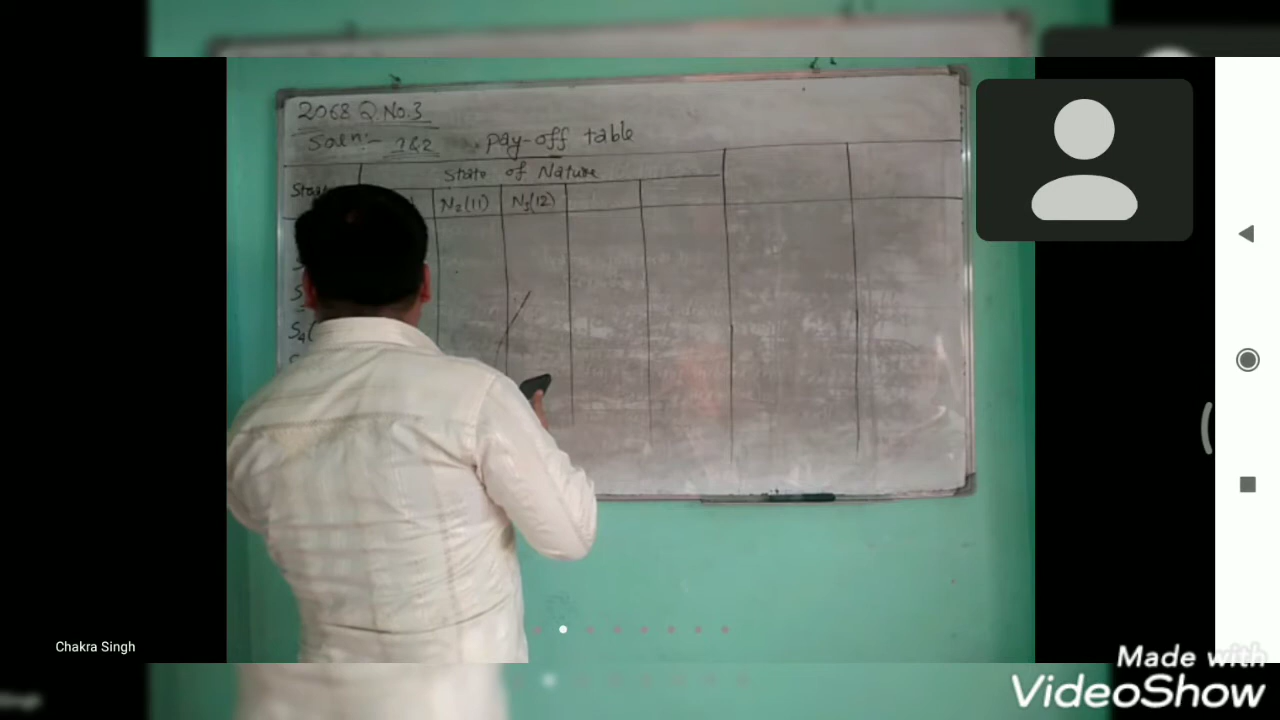 2068 Q.No.3
Soln:- 1&2 . Pay-off table
State of Nature
N₂(11) N₃(12)
S₄(
Chakra Singh
Made with
VideoShow